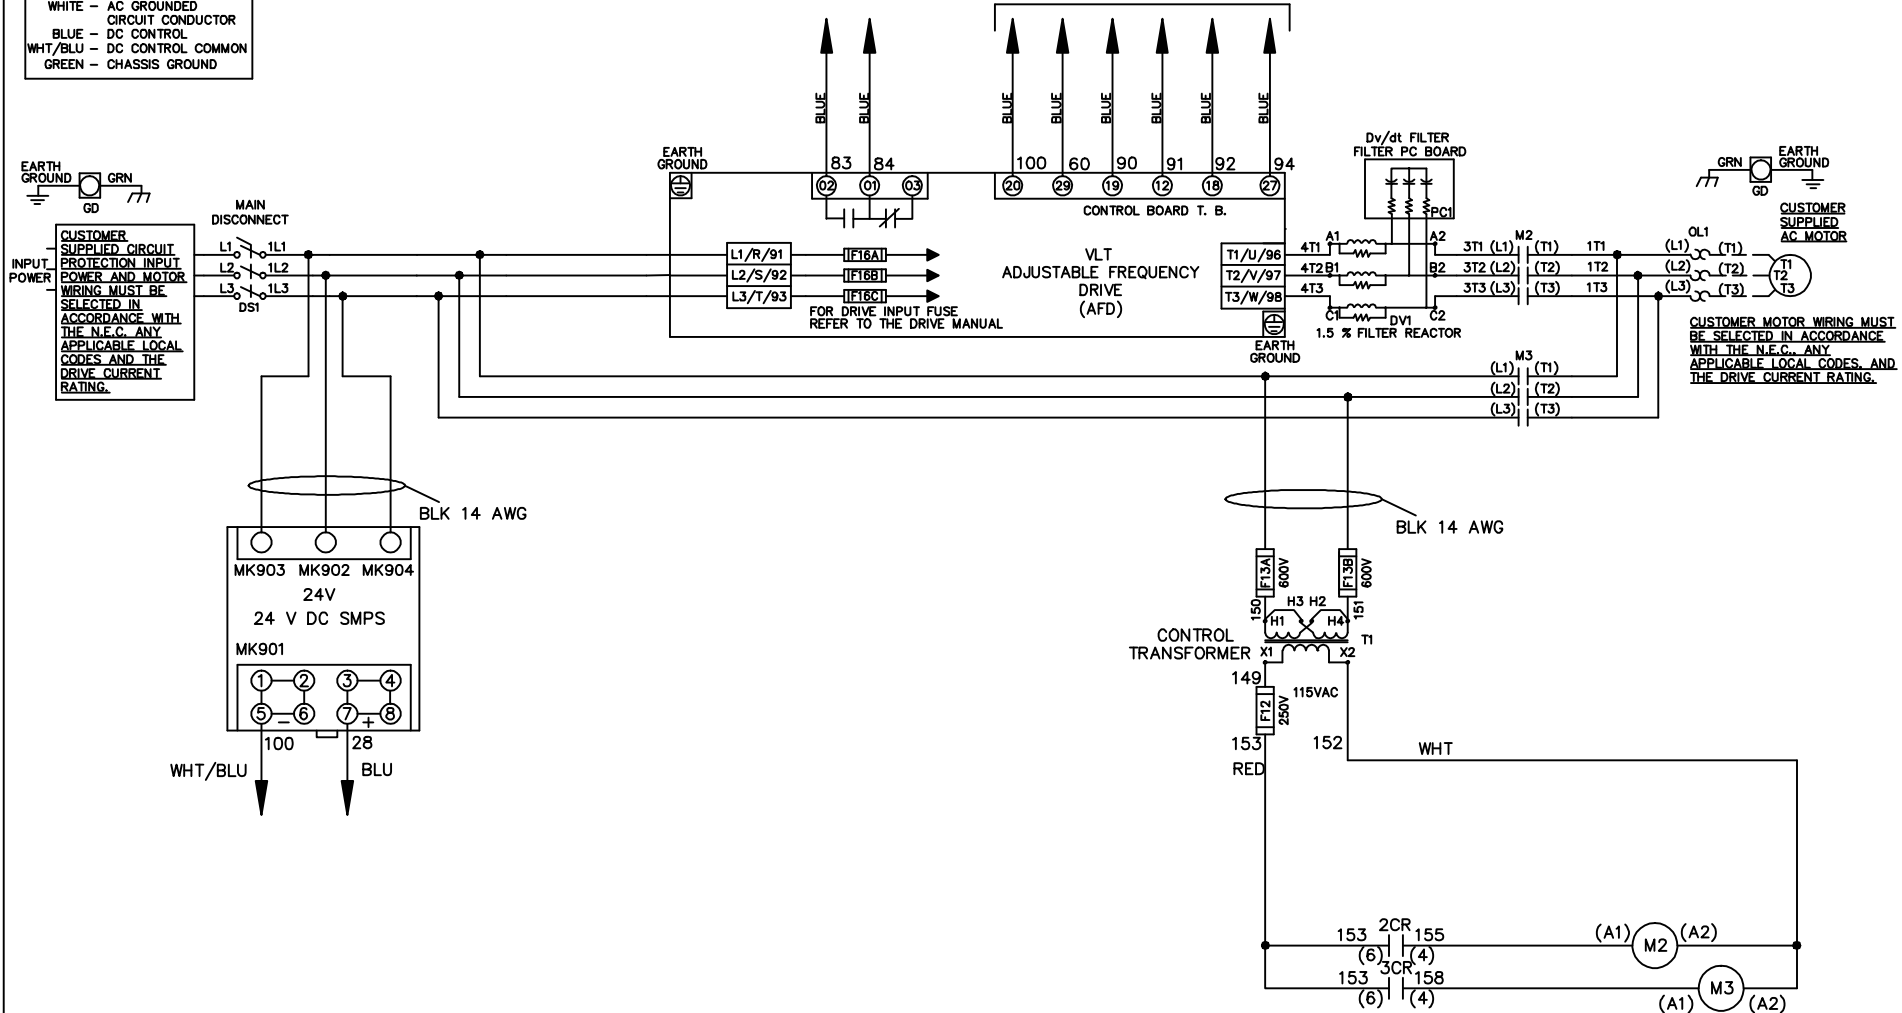 WHITE – AC GROUNDED
CIRCUIT CONDUCTOR
BLUE – DC CONTROL
WHT/BLU – DC CONTROL COMMON
GREEN – CHASSIS GROUND
BLUE BLUE BLUE BLUE BLUE BLUE BLUE BLUE
83 84 100 60 90 91 92 94
EARTH
GROUND
02 01 03 20 29 19 12 18 27
CONTROL BOARD T. B.
Dv/dt FILTER
FILTER PC BOARD
PC1
EARTH
GROUND
GRN
GD
GRN
EARTH
GROUND
GD
CUSTOMER
SUPPLIED
AC MOTOR
MAIN
DISCONNECT
INPUT
POWER
CUSTOMER
SUPPLIED CIRCUIT
PROTECTION INPUT
POWER AND MOTOR
WIRING MUST BE
SELECTED IN
ACCORDANCE WITH
THE N.E.C. ANY
APPLICABLE LOCAL
CODES AND THE
DRIVE CURRENT
RATING.
L1 1L1
L2 1L2
L3 1L3
DS1
L1/R/91
L2/S/92
L3/T/93
F16A
F16B
F16C
FOR DRIVE INPUT FUSE
REFER TO THE DRIVE MANUAL
VLT
ADJUSTABLE FREQUENCY
DRIVE
(AFD)
T1/U/96
T2/V/97
T3/W/98
EARTH
GROUND
4T1 A1 A2 3T1 (L1) M2 (T1) 1T1
4T2 B1 B2 3T2 (L2) (T2) 1T2
4T3 C1 C2 3T3 (L3) (T3) 1T3
DV1
1.5 % FILTER REACTOR
OL1
(L1) (T1)
(L2) (T2)
(L3) (T3)
T1
T2
T3
CUSTOMER MOTOR WIRING MUST
BE SELECTED IN ACCORDANCE
WITH THE N.E.C., ANY
APPLICABLE LOCAL CODES, AND
THE DRIVE CURRENT RATING.
M3
(L1) (T1)
(L2) (T2)
(L3) (T3)
BLK 14 AWG
BLK 14 AWG
MK903 MK902 MK904
24V
24 V DC SMPS
MK901
1 2 3 4
5 6 7 8
– +
100 28
WHT/BLU BLU
F13A 600V F13B 600V
150 151
H3 H2
H1 H4
T1
CONTROL
TRANSFORMER
X1 X2
149
115VAC
F12 250V
153 152
RED
WHT
2CR
153 155
(6) (4)
(A1) M2 (A2)
3CR
153 158
(6) (4)
(A1) M3 (A2)